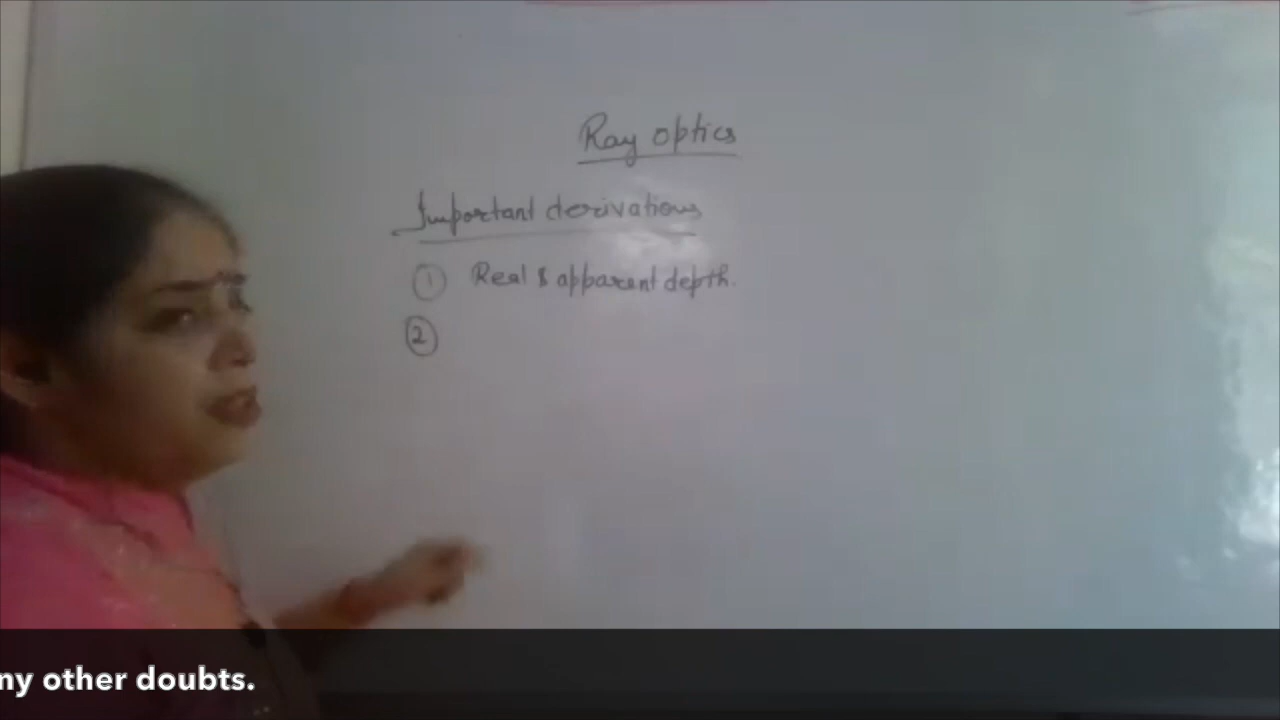 Ray optics
Important derivations
① Real & apparent depth.
②
ny other doubts.